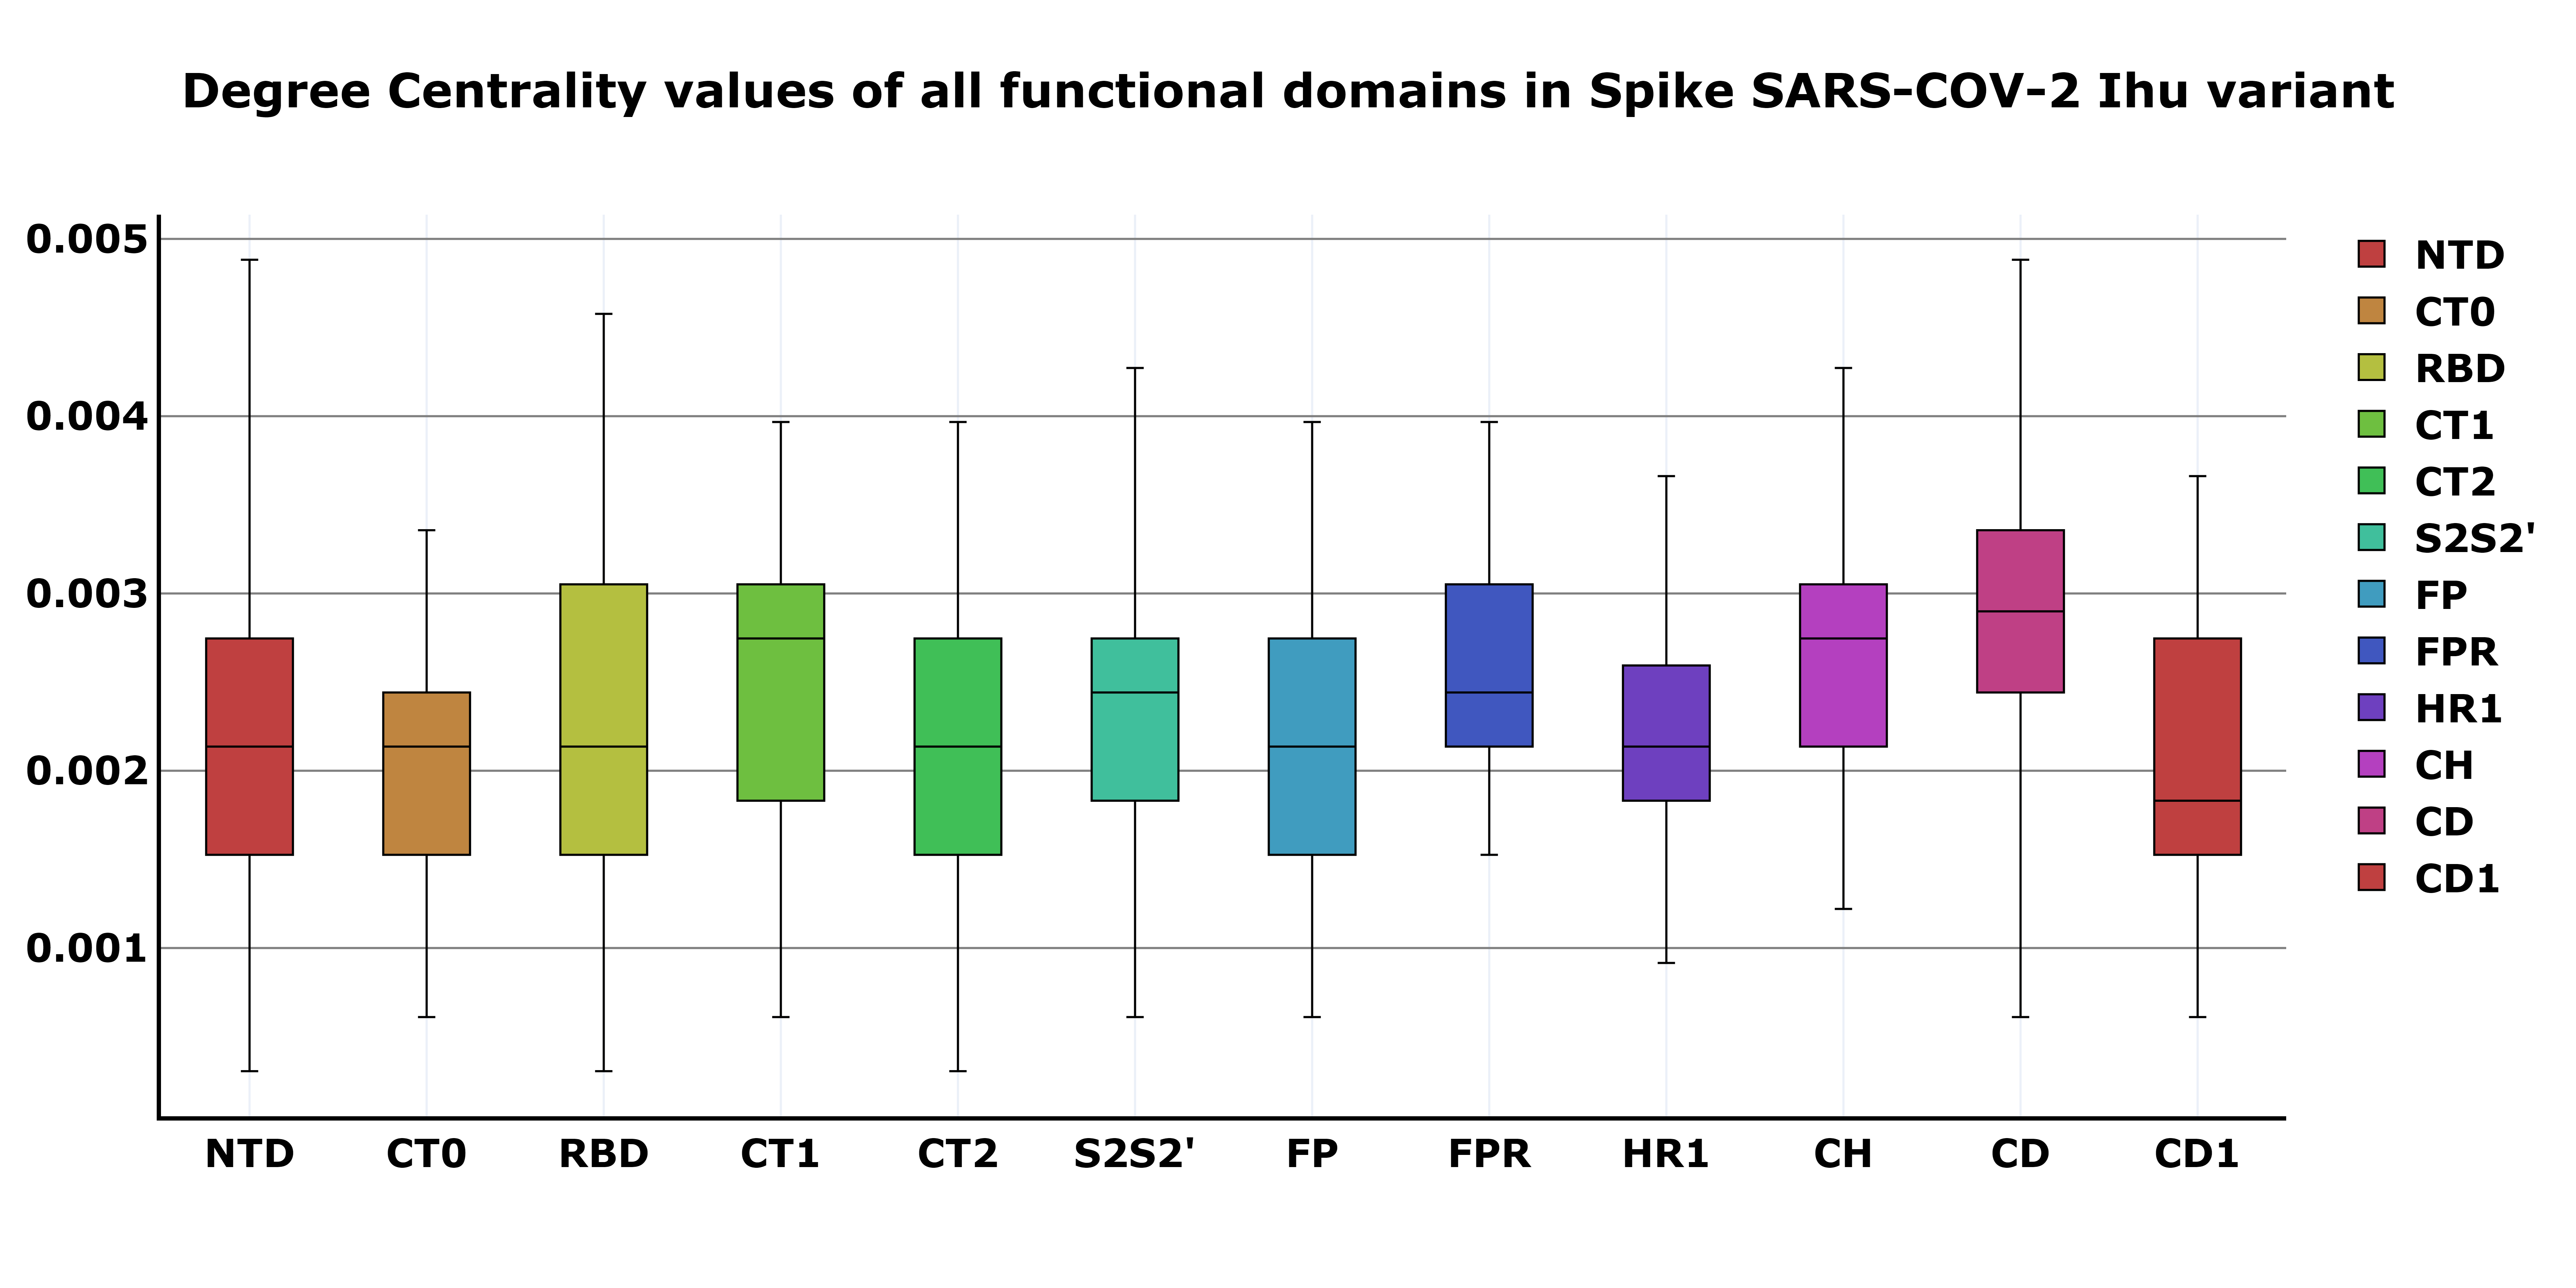 Degree Centrality values of all functional domains in Spike SARS-COV-2 Ihu variant
0.005
0.004
0.003
0.002
0.001
NTD CT0 RBD CT1 CT2 S2S2' FP FPR HR1 CH CD CD1
NTD
CT0
RBD
CT1
CT2
S2S2'
FP
FPR
HR1
CH
CD
CD1